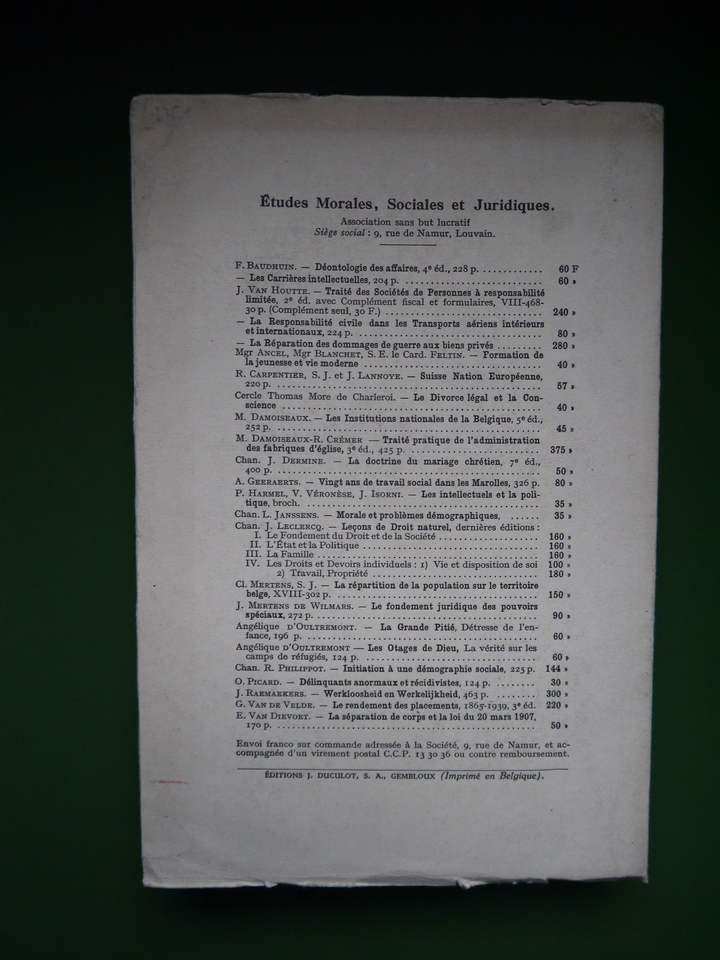 Études Morales, Sociales et Juridiques.
Association sans but lucratif
Siège social : 9, rue de Namur, Louvain.
F. BAUDHUIN. — Déontologie des affaires, 4e éd., 228 p. ............ 60 F
— Les Carrières intellectuelles, 204 p. ............ 60 »
J. VAN HOUTTE. — Traité des Sociétés de Personnes à responsabilité
limitée, 2e éd. avec Complément fiscal et formulaires, VIII-468-
30 p. (Complément seul, 30 F.) ............ 240 »
— La Responsabilité civile dans les Transports aériens intérieurs
et internationaux, 224 p. ............ 80 »
— La Réparation des dommages de guerre aux biens privés ......... 280 »
Mgr ANCEL, Mgr BLANCHET, S. E. le Card. FELTIN. — Formation de
la jeunesse et vie moderne ............ 40 »
R. CARPENTIER, S. J. et J. LANNOYE. — Suisse Nation Européenne,
220 p. ............ 57 »
Cercle Thomas More de Charleroi. — Le Divorce légal et la Con-
science ............ 40 »
M. DAMOISEAUX. — Les Institutions nationales de la Belgique, 5e éd.,
252 p. ............ 45 »
M. DAMOISEAUX-R. CRÉMER — Traité pratique de l'administration
des fabriques d'église, 3e éd., 425 p. ............ 375 »
Chan. J. DERMINE. — La doctrine du mariage chrétien, 7e éd.,
400 p. ............ 50 »
A. GEERAERTS. — Vingt ans de travail social dans les Marolles, 326 p. 80 »
P. HARMEL, V. VÉRONÈSE, J. ISORNI. — Les intellectuels et la poli-
tique, broch. ............ 35 »
Chan. L. JANSSENS. — Morale et problèmes démographiques, ...... 35 »
Chan. J. LECLERCQ. — Leçons de Droit naturel, dernières éditions :
I. Le Fondement du Droit et de la Société ............ 160 »
II. L'État et la Politique ............ 160 »
III. La Famille ............ 160 »
IV. Les Droits et Devoirs individuels : 1) Vie et disposition de soi 100 »
2) Travail, Propriété ............ 180 »
Cl. MERTENS, S. J. — La répartition de la population sur le territoire
belge, XVIII-302 p. ............ 150 »
J. MERTENS DE WILMARS. — Le fondement juridique des pouvoirs
spéciaux, 272 p. ............ 90 »
Angélique D'OULTREMONT. — La Grande Pitié, Détresse de l'en-
fance, 196 p. ............ 60 »
Angélique D'OULTREMONT — Les Otages de Dieu, La vérité sur les
camps de réfugiés, 124 p. ............ 60 »
Chan. R. PHILIPPOT. — Initiation à une démographie sociale, 225 p. 144 »
O. PICARD. — Délinquants anormaux et récidivistes, 124 p. ........ 30 »
J. RAEMAEKERS. — Werkloosheid en Werkelijkheid, 463 p. ........ 300 »
G. VAN DE VELDE. — Le rendement des placements, 1865-1939, 3e éd. 220 »
E. VAN DIEVOET. — La séparation de corps et la loi du 20 mars 1907,
170 p. ............ 50 »
Envoi franco sur commande adressée à la Société, 9, rue de Namur, et ac-
compagnée d'un virement postal C.C.P. 13 30 36 ou contre remboursement.
ÉDITIONS J. DUCULOT, S. A., GEMBLOUX (Imprimé en Belgique).